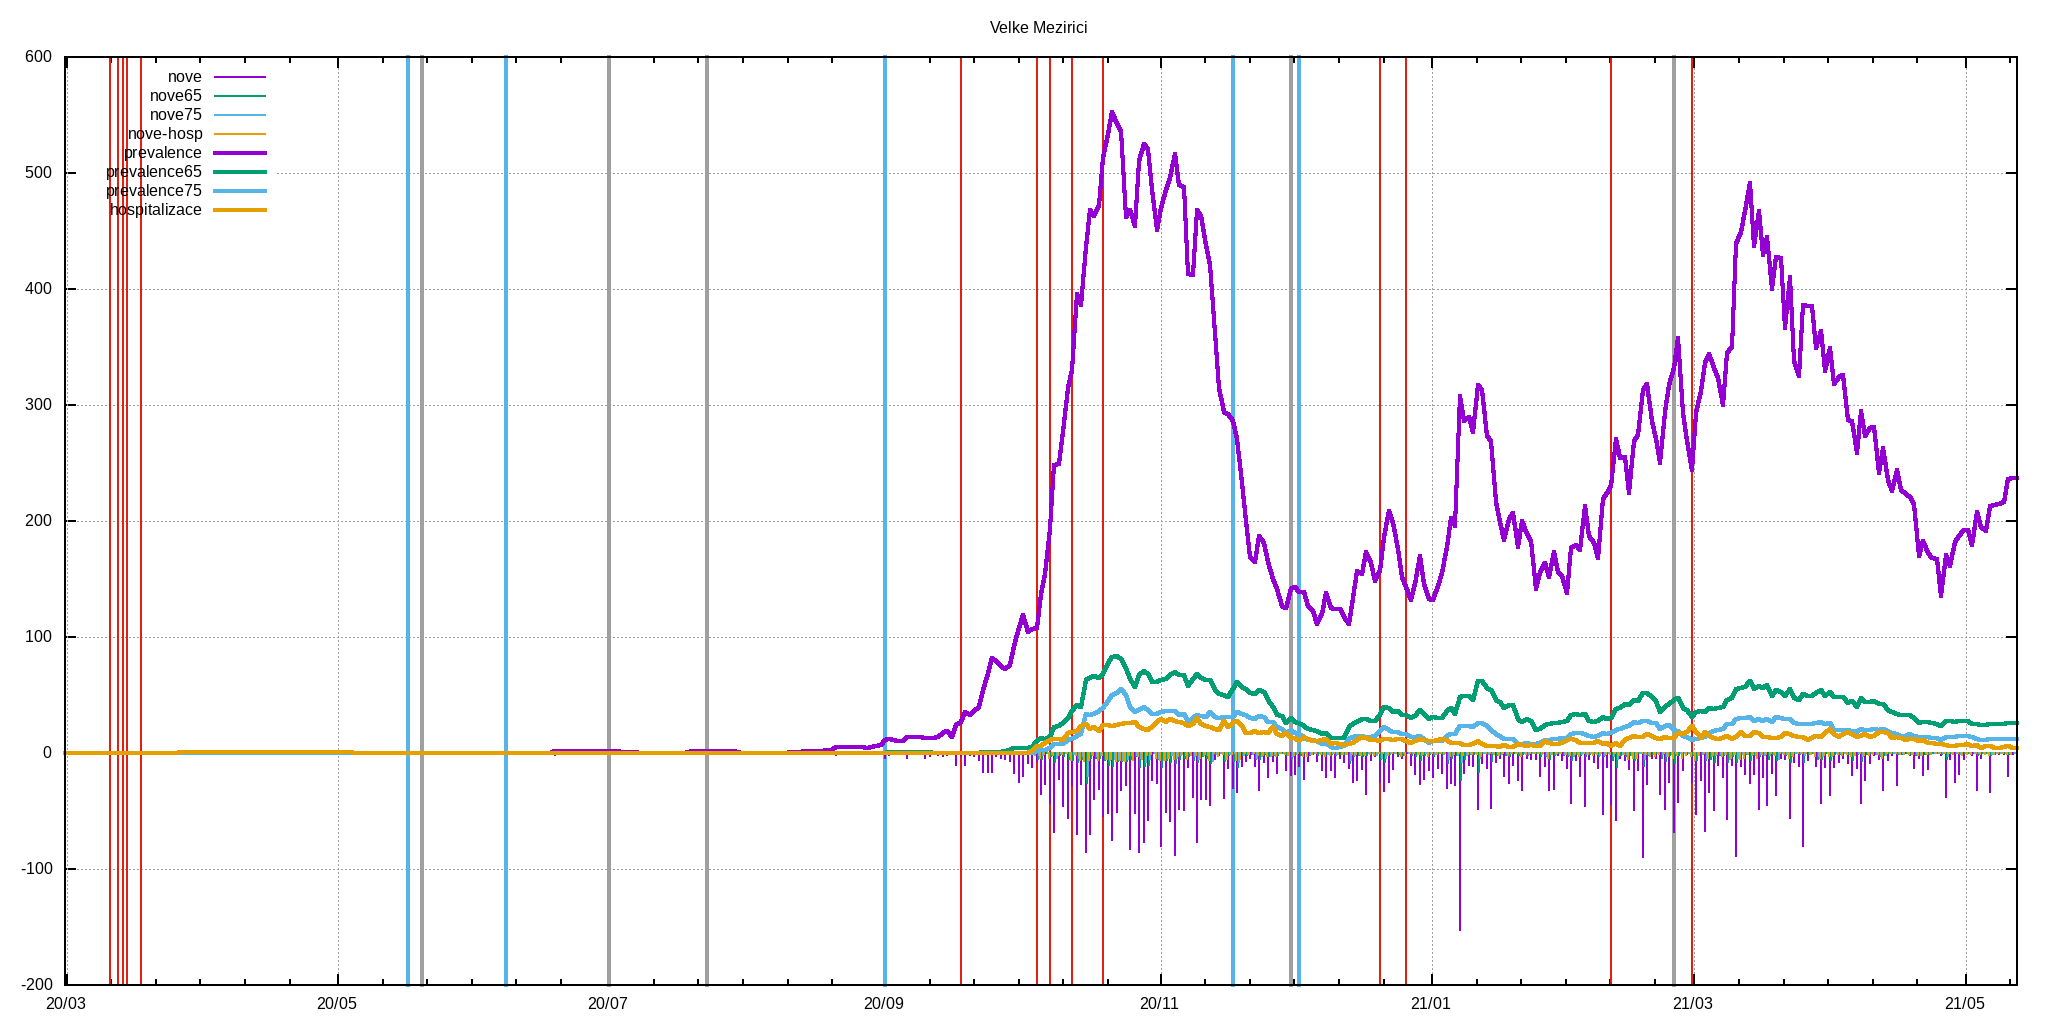 Velke Mezirici
600
500
400
300
200
100
0
-100
-200
nove
nove65
nove75
nove-hosp
prevalence
prevalence65
prevalence75
hospitalizace
20/03 20/05 20/07 20/09 20/11 21/01 21/03 21/05